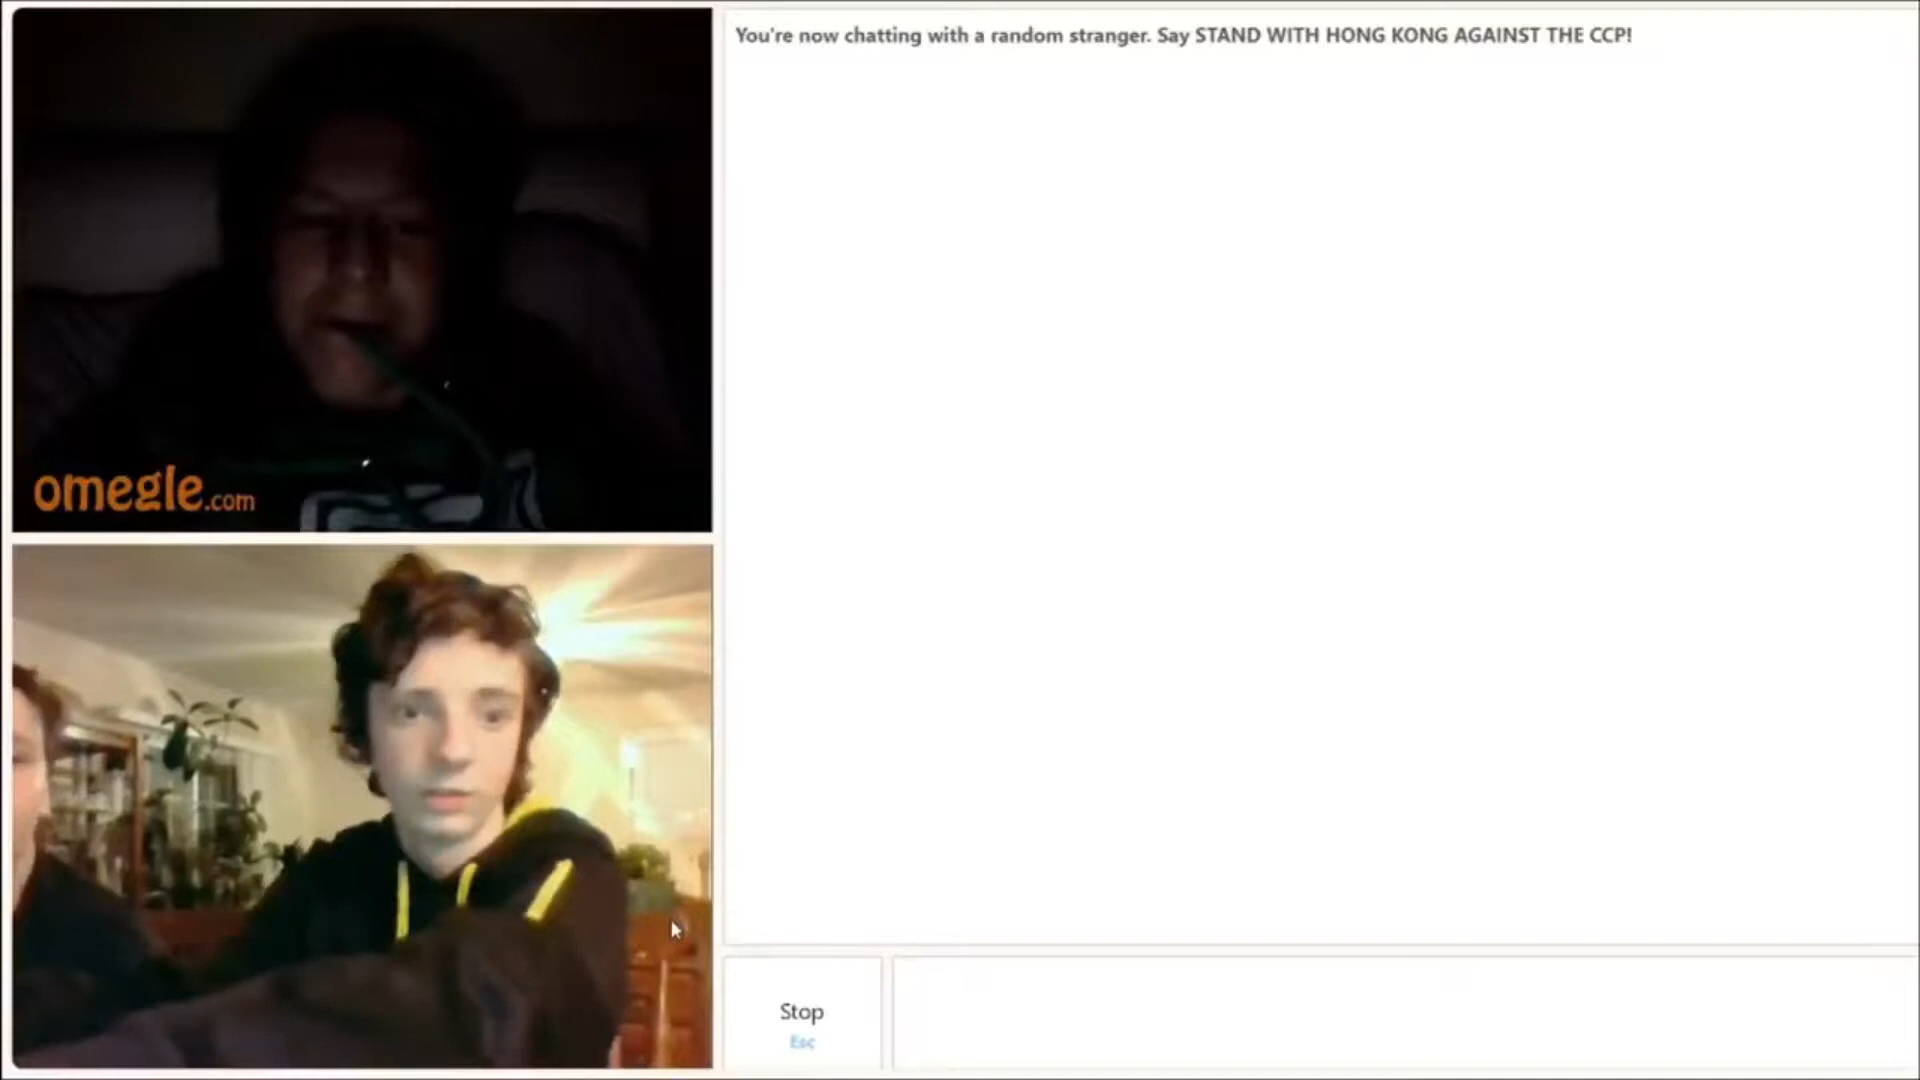 You're now chatting with a random stranger. Say STAND WITH HONG KONG AGAINST THE CCP!
omegle.com
Stop
Esc